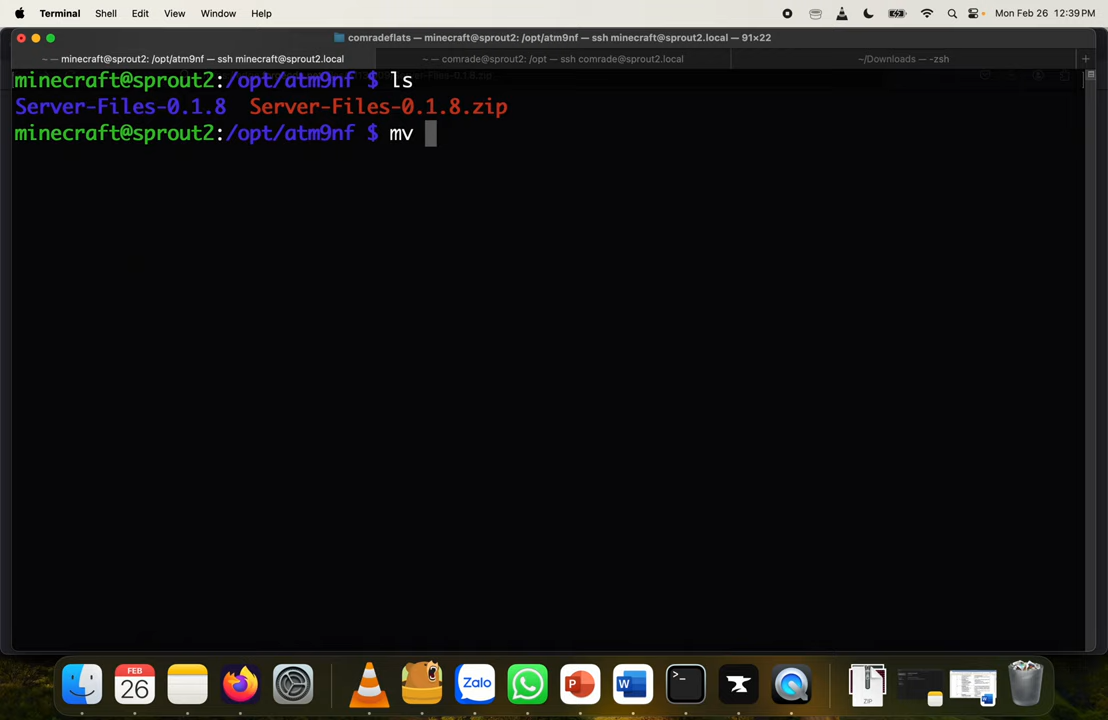 Terminal Shell Edit View Window Help Mon Feb 26 12:39 PM
comradeflats — minecraft@sprout2: /opt/atm9nf — ssh minecraft@sprout2.local — 91×22
~ — minecraft@sprout2: /opt/atm9nf — ssh minecraft@sprout2.local ~ — comrade@sprout2: /opt — ssh comrade@sprout2.local ~/Downloads — -zsh +
minecraft@sprout2:/opt/atm9nf $ ls
Server-Files-0.1.8 Server-Files-0.1.8.zip
minecraft@sprout2:/opt/atm9nf $ mv
FEB
26
Zalo
P
W
>_
ZIP